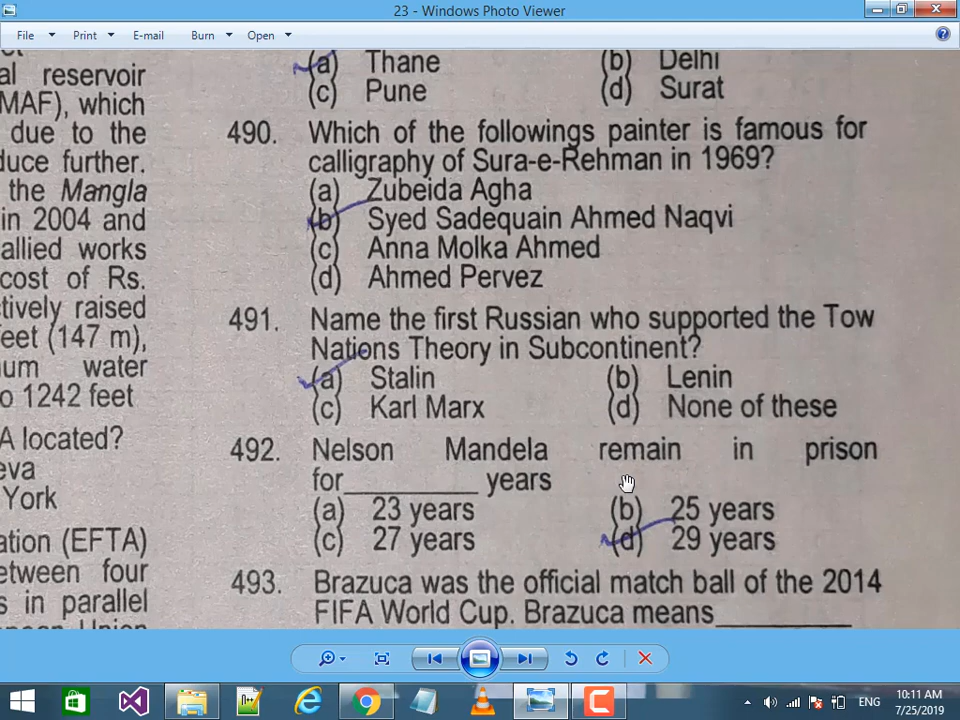 23 - Windows Photo Viewer
File Print E-mail Burn Open
al reservoir
MAF), which
due to the
duce further.
the Mangla
in 2004 and
allied works
cost of Rs.
ctively raised
feet (147 m),
num water
o 1242 feet
A located?
eva
York
ation (EFTA)
etween four
s in parallel
(a) Thane (b) Delhi
(c) Pune (d) Surat
490. Which of the followings painter is famous for
calligraphy of Sura-e-Rehman in 1969?
(a) Zubeida Agha
(b) Syed Sadequain Ahmed Naqvi
(c) Anna Molka Ahmed
(d) Ahmed Pervez
491. Name the first Russian who supported the Tow
Nations Theory in Subcontinent?
(a) Stalin (b) Lenin
(c) Karl Marx (d) None of these
492. Nelson Mandela remain in prison
for________ years
(a) 23 years (b) 25 years
(c) 27 years (d) 29 years
493. Brazuca was the official match ball of the 2014
FIFA World Cup. Brazuca means________
ENG
10:11 AM
7/25/2019